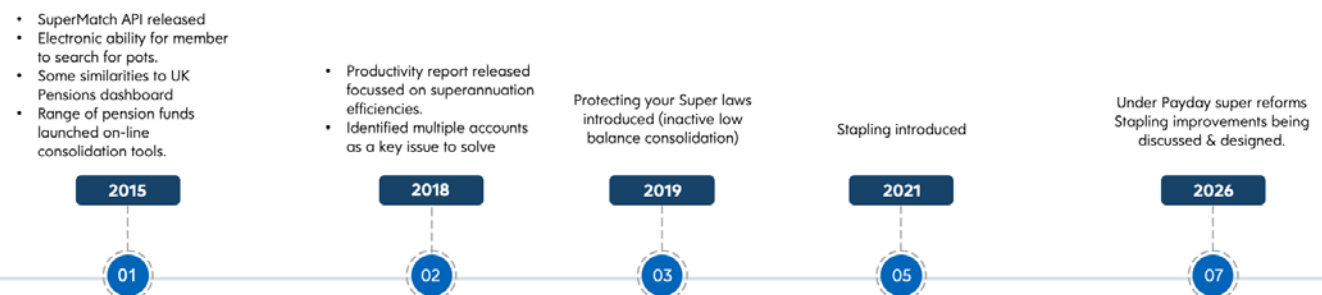 • SuperMatch API released
• Electronic ability for member
to search for pots.
• Some similarities to UK
Pensions dashboard
• Range of pension funds
launched on-line
consolidation tools.
2015
01
• Productivity report released
focussed on superannuation
efficiencies.
• Identified multiple accounts
as a key issue to solve
2018
02
Protecting your Super laws
introduced (inactive low
balance consolidation)
2019
03
Stapling introduced
2021
05
Under Payday super reforms
Stapling improvements being
discussed & designed.
2026
07